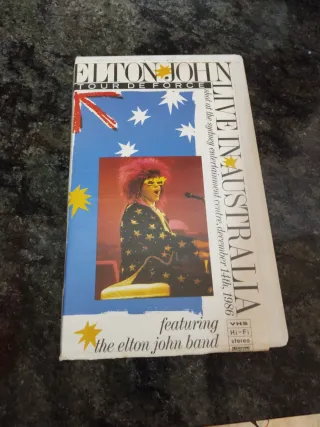 ELTON JOHN
TOUR DE FORCE
LIVE IN AUSTRALIA
at the sydney entertainment centre, december 14th, 1986
featuring
the elton john band
VHS
Hi-Fi
stereo